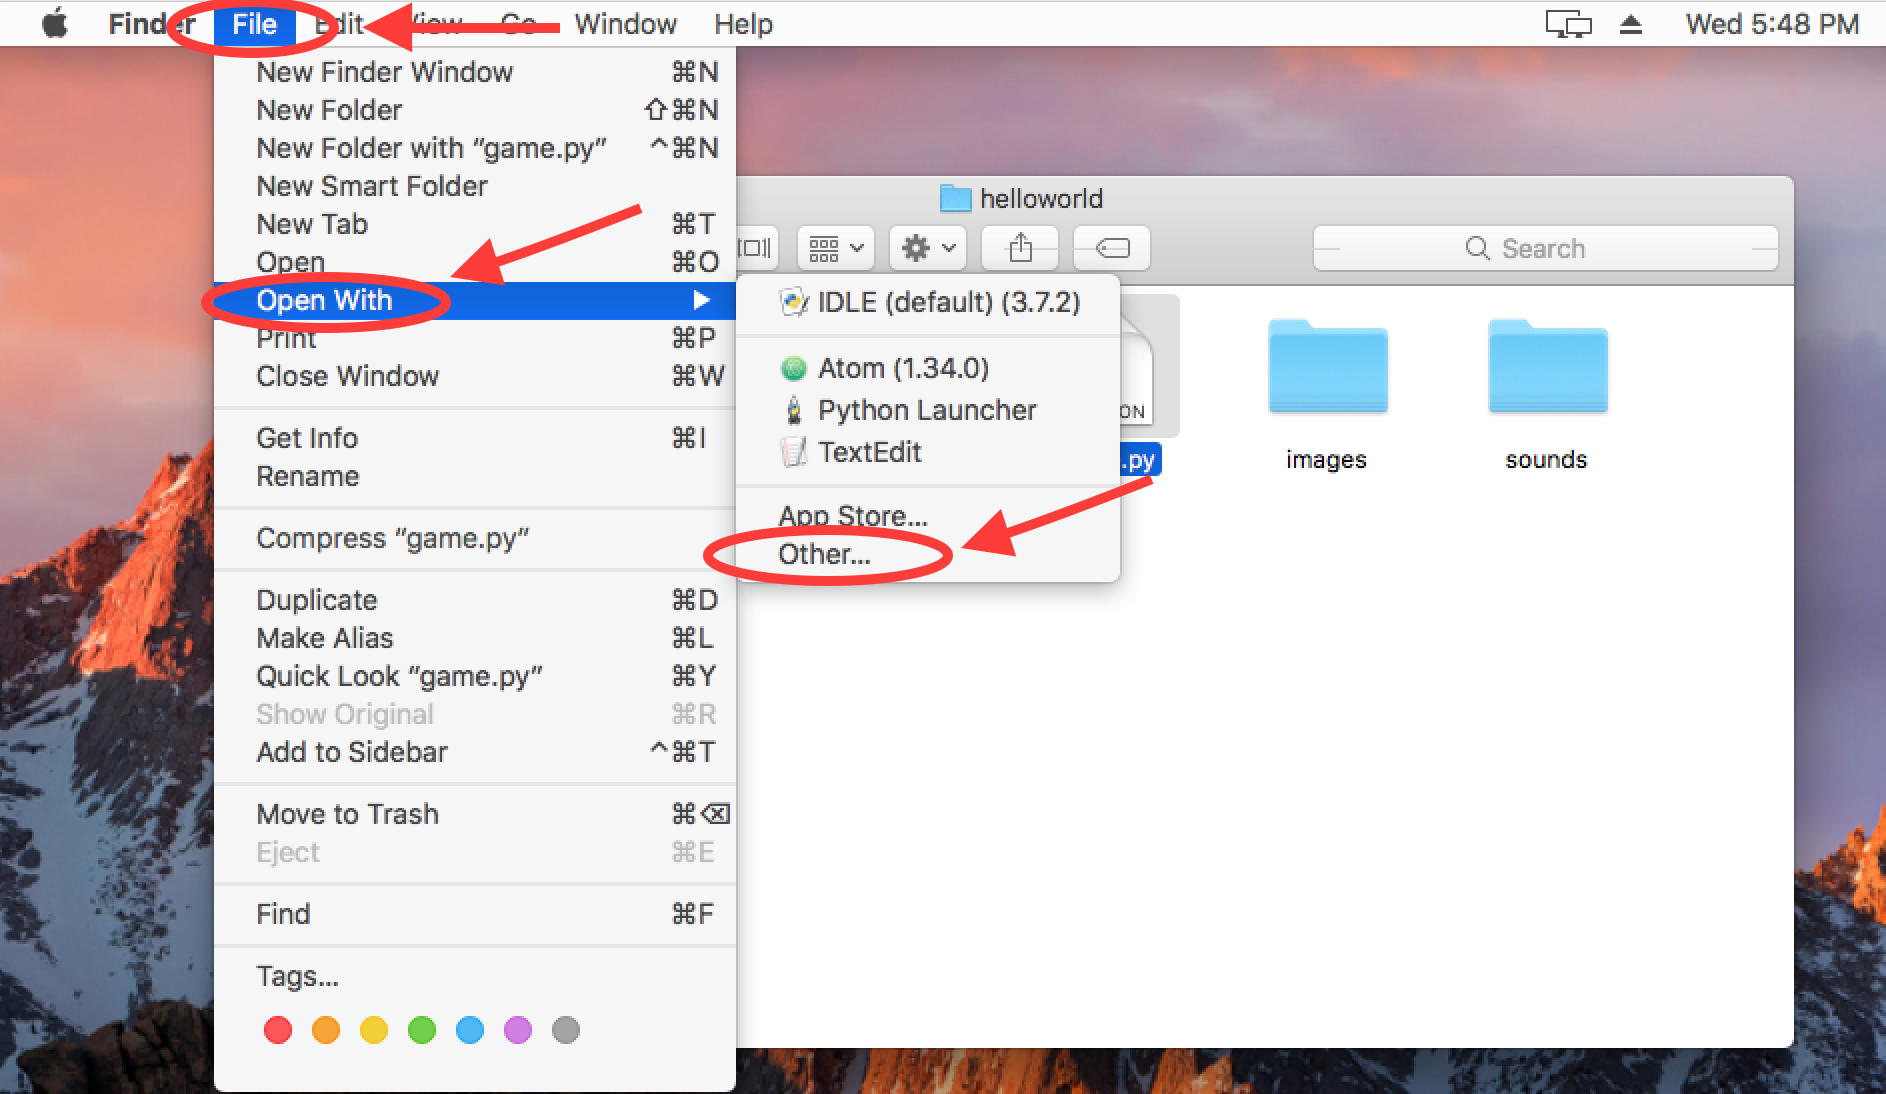 Finder File Edit View Go Window Help Wed 5:48 PM
New Finder Window ⌘N
New Folder ⇧⌘N
New Folder with “game.py” ^⌘N
New Smart Folder
New Tab ⌘T
Open ⌘O
Open With ▶
Print ⌘P
Close Window ⌘W
Get Info ⌘I
Rename
Compress “game.py”
Duplicate ⌘D
Make Alias ⌘L
Quick Look “game.py” ⌘Y
Show Original ⌘R
Add to Sidebar ^⌘T
Move to Trash ⌘⌫
Eject ⌘E
Find ⌘F
Tags...
helloworld
Search
IDLE (default) (3.7.2)
Atom (1.34.0)
Python Launcher
TextEdit
App Store...
Other...
ON
.py
images
sounds